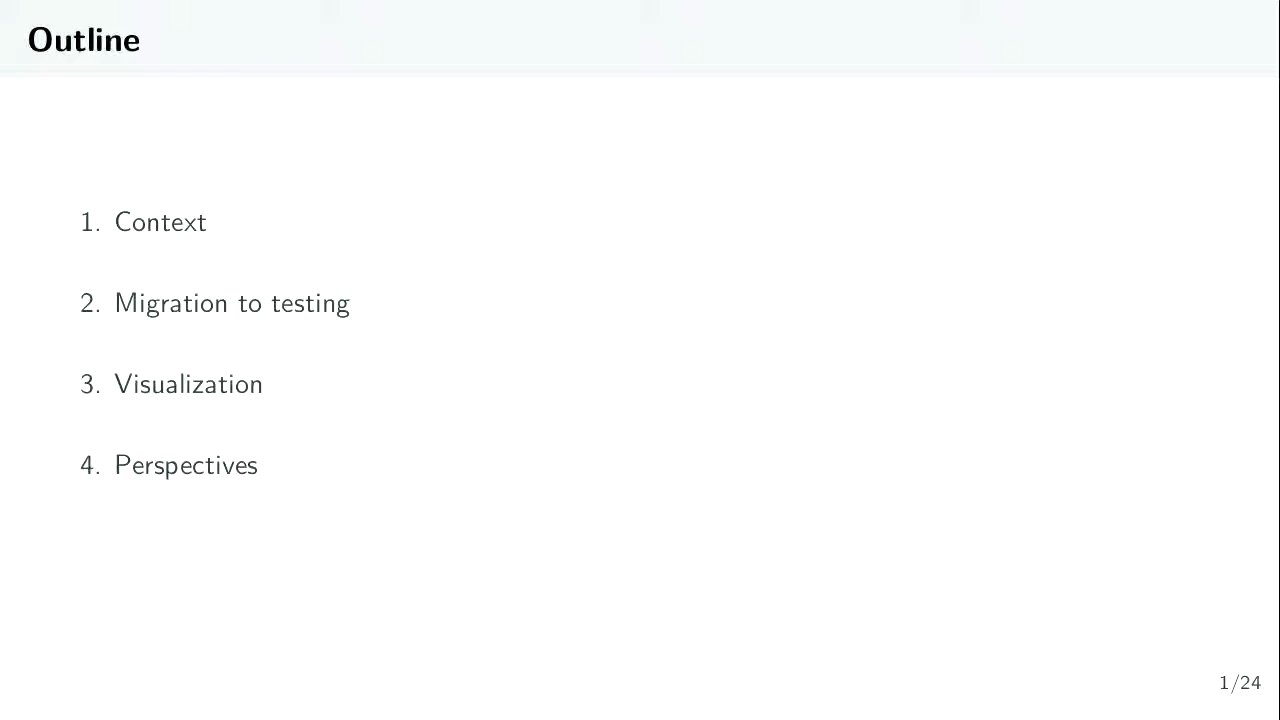 Outline
1. Context
2. Migration to testing
3. Visualization
4. Perspectives
1/24